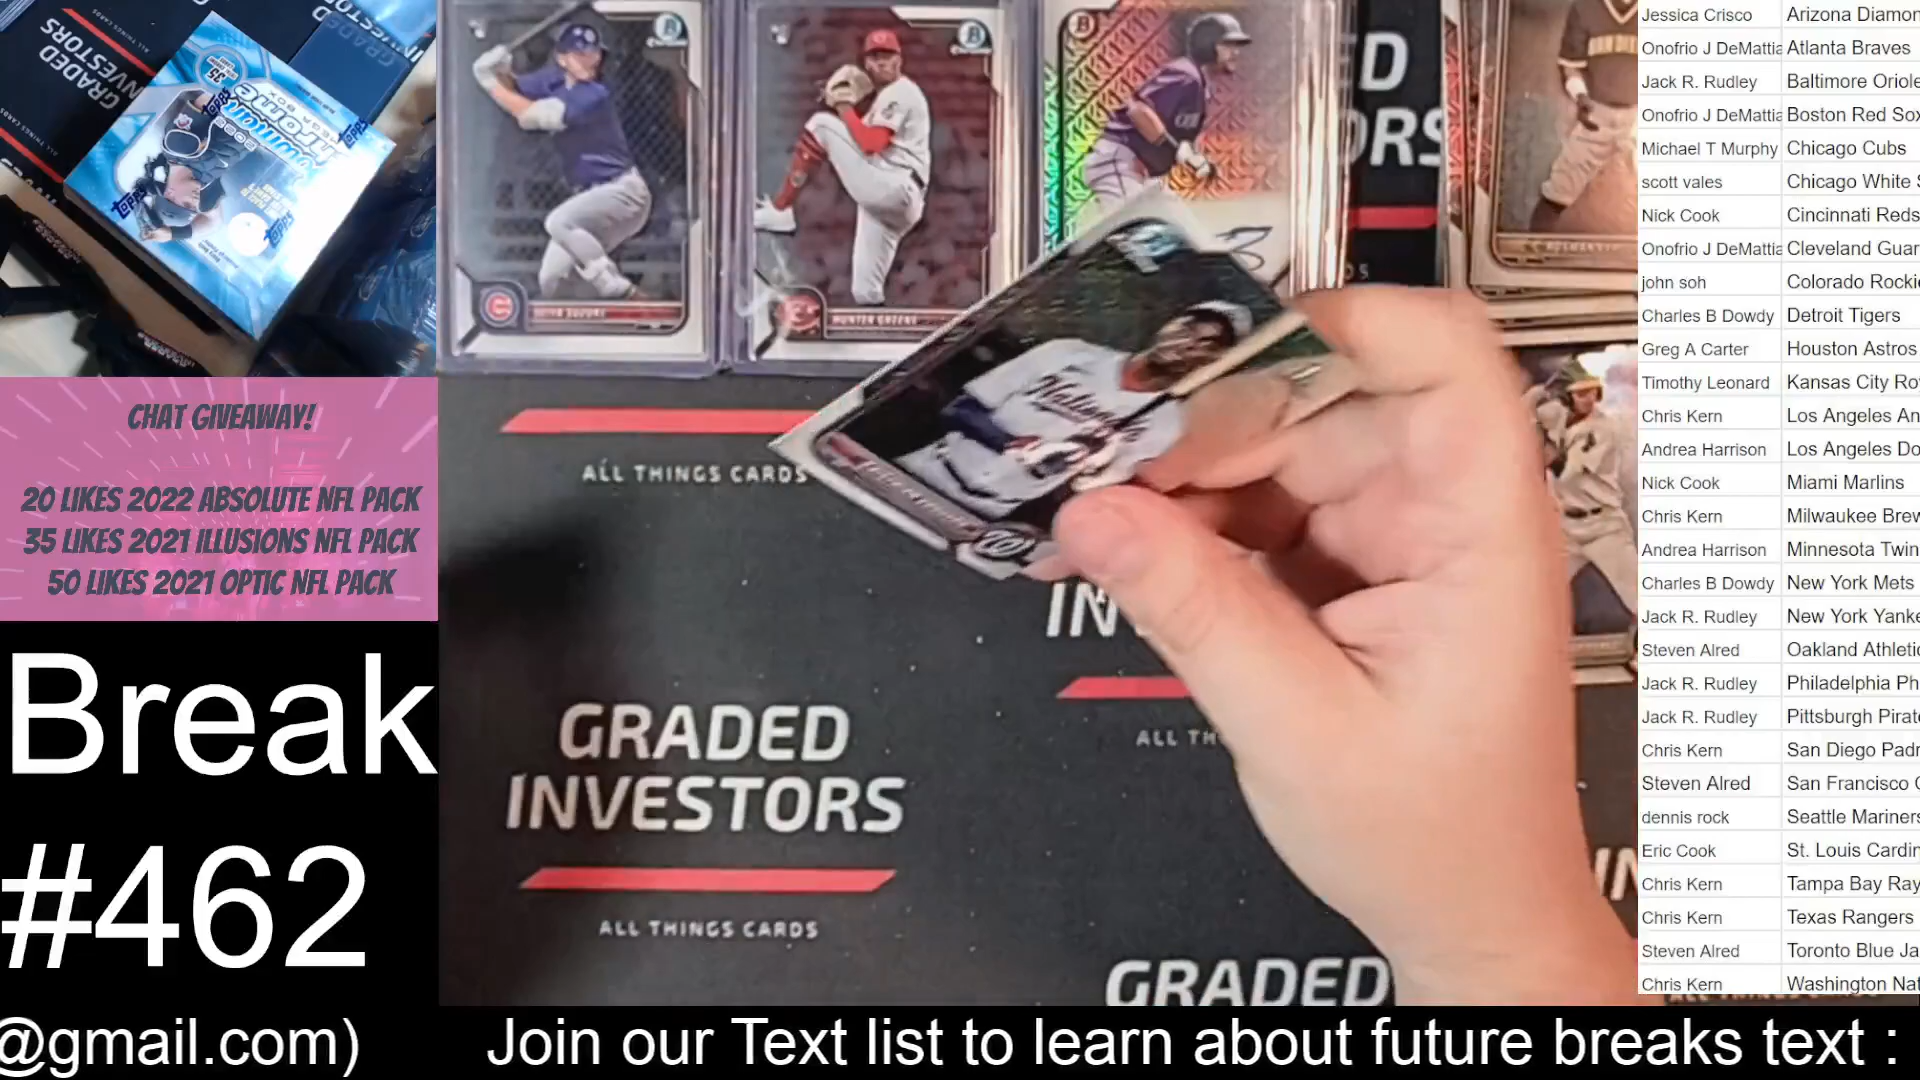 CHAT GIVEAWAY!
20 LIKES 2022 ABSOLUTE NFL PACK
35 LIKES 2021 ILLUSIONS NFL PACK
50 LIKES 2021 OPTIC NFL PACK
Break
#462
@gmail.com)
Join our Text list to learn about future breaks text :
GRADED
INVESTORS
ALL THINGS CARDS
HUNTER GREENE
ALL THINGS CARDS
GRADED
INVESTORS
ALL THINGS CARDS
ALL TH
GRADED
Jessica Crisco Arizona Diamon
Onofrio J DeMattia Atlanta Braves
Jack R. Rudley Baltimore Oriole
Onofrio J DeMattia Boston Red Sox
Michael T Murphy Chicago Cubs
scott vales Chicago White S
Nick Cook Cincinnati Reds
Onofrio J DeMattia Cleveland Guar
john soh Colorado Rockie
Charles B Dowdy Detroit Tigers
Greg A Carter Houston Astros
Timothy Leonard Kansas City Ro
Chris Kern Los Angeles An
Andrea Harrison Los Angeles Do
Nick Cook Miami Marlins
Chris Kern Milwaukee Brew
Andrea Harrison Minnesota Twin
Charles B Dowdy New York Mets
Jack R. Rudley New York Yanke
Steven Alred Oakland Athletic
Jack R. Rudley Philadelphia Ph
Jack R. Rudley Pittsburgh Pirate
Chris Kern San Diego Padr
Steven Alred San Francisco G
dennis rock Seattle Mariners
Eric Cook St. Louis Cardin
Chris Kern Tampa Bay Ray
Chris Kern Texas Rangers
Steven Alred Toronto Blue Ja
Chris Kern Washington Nat